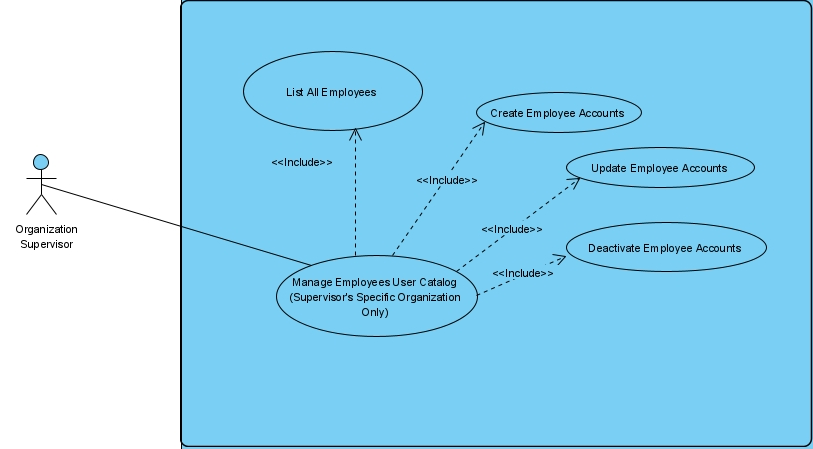 List All Employees
Create Employee Accounts
<<Include>>
<<Include>>
Update Employee Accounts
Organization
Supervisor
<<Include>>
Deactivate Employee Accounts
<<Include>>
Manage Employees User Catalog
(Supervisor's Specific Organization
Only)